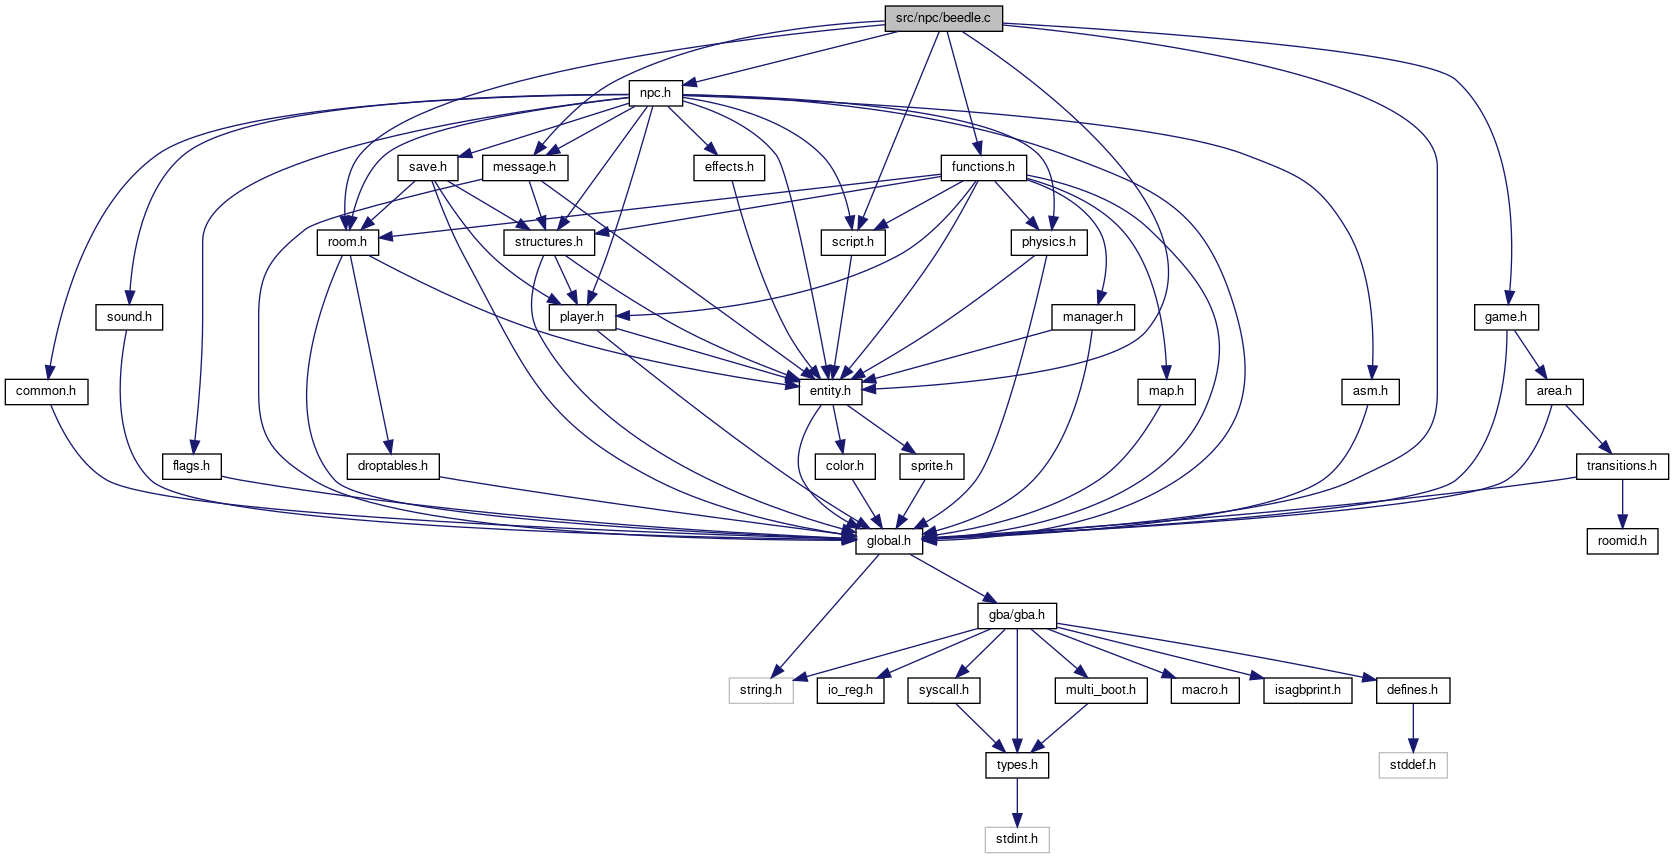 src/npc/beedle.c
npc.h
save.h
message.h
effects.h
functions.h
room.h
structures.h
script.h
physics.h
sound.h
player.h
manager.h
game.h
common.h
entity.h
map.h
asm.h
area.h
flags.h
droptables.h
color.h
sprite.h
transitions.h
global.h
roomid.h
gba/gba.h
string.h
io_reg.h
syscall.h
multi_boot.h
macro.h
isagbprint.h
defines.h
types.h
stddef.h
stdint.h